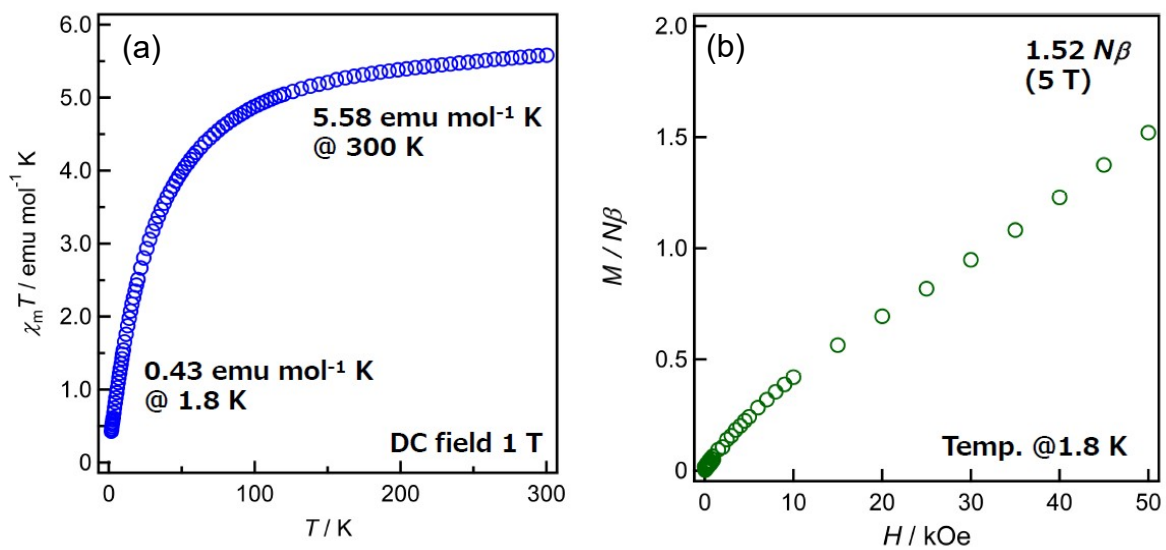 (a)
6.0
5.0
4.0
3.0
2.0
1.0
0
χmT / emu mol⁻¹ K
5.58 emu mol⁻¹ K
@ 300 K
0.43 emu mol⁻¹ K
@ 1.8 K
DC field 1 T
0 100 200 300
T / K
(b)
2.0
1.5
1.0
0.5
0
M / Nβ
1.52 Nβ
(5 T)
Temp. @1.8 K
0 10 20 30 40 50
H / kOe